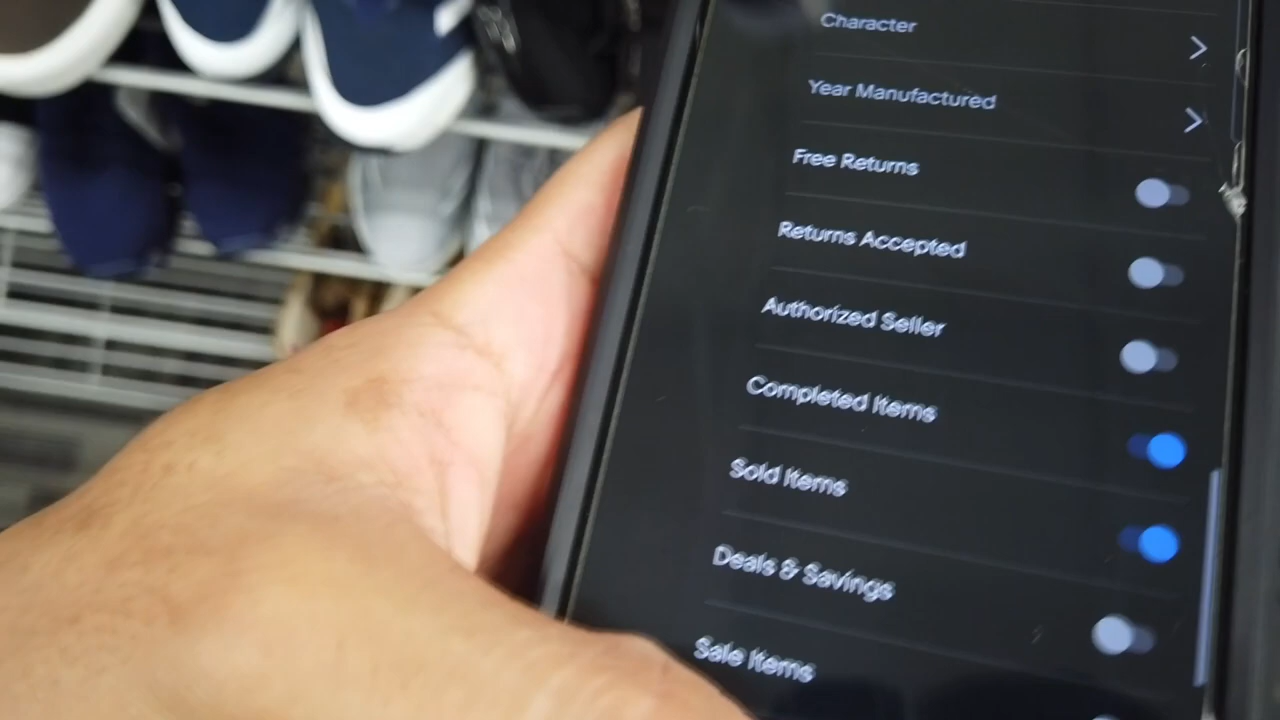 Character
Year Manufactured
Free Returns
Returns Accepted
Authorized Seller
Completed Items
Sold Items
Deals & Savings
Sale Items